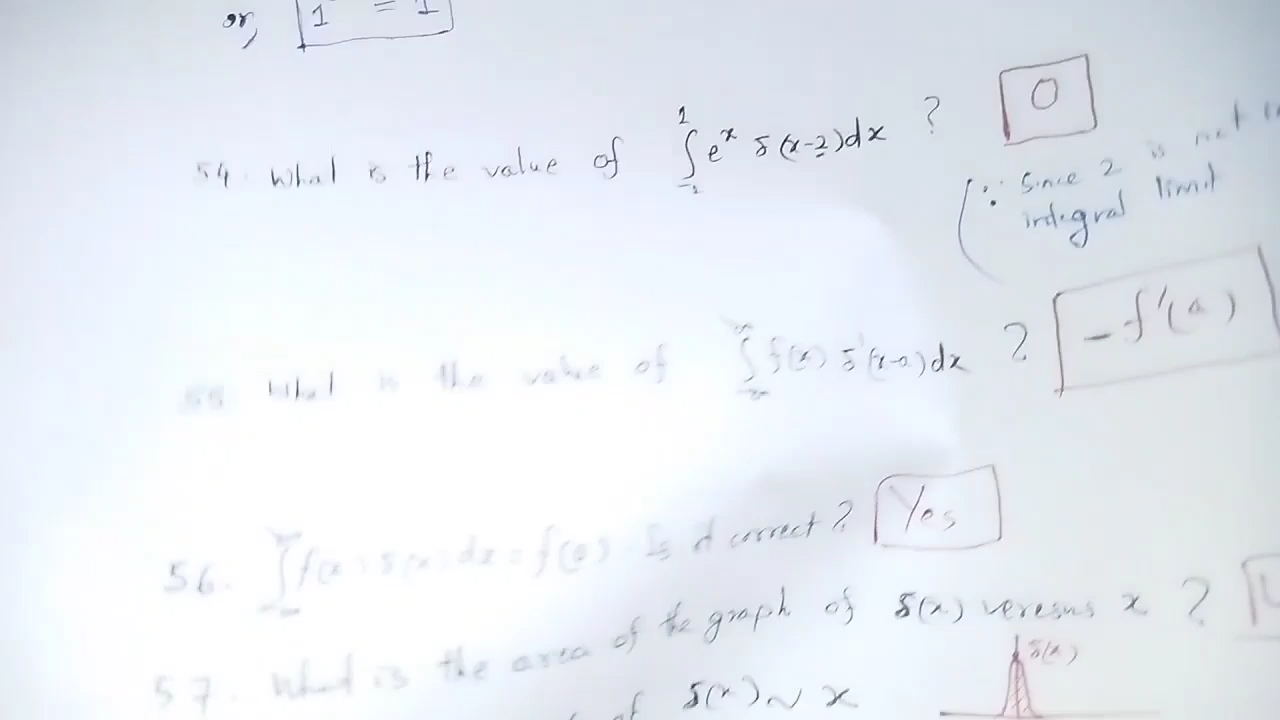 or, 1 = 1
54. What is the value of ∫₋₁¹ eˣ δ(x-2)dx ? 0
(∵ Since 2 is not in
integral limit
55. What is the value of ∫₋∞^∞ f(x) δ'(x-a)dx ? -f'(a)
56. ∫₋∞^∞ f(x) δ(x) dx = f(0). Is it correct? Yes
57. What is the area of the graph of δ(x) veresus x ?
δ(x)
of δ(x) ~ x